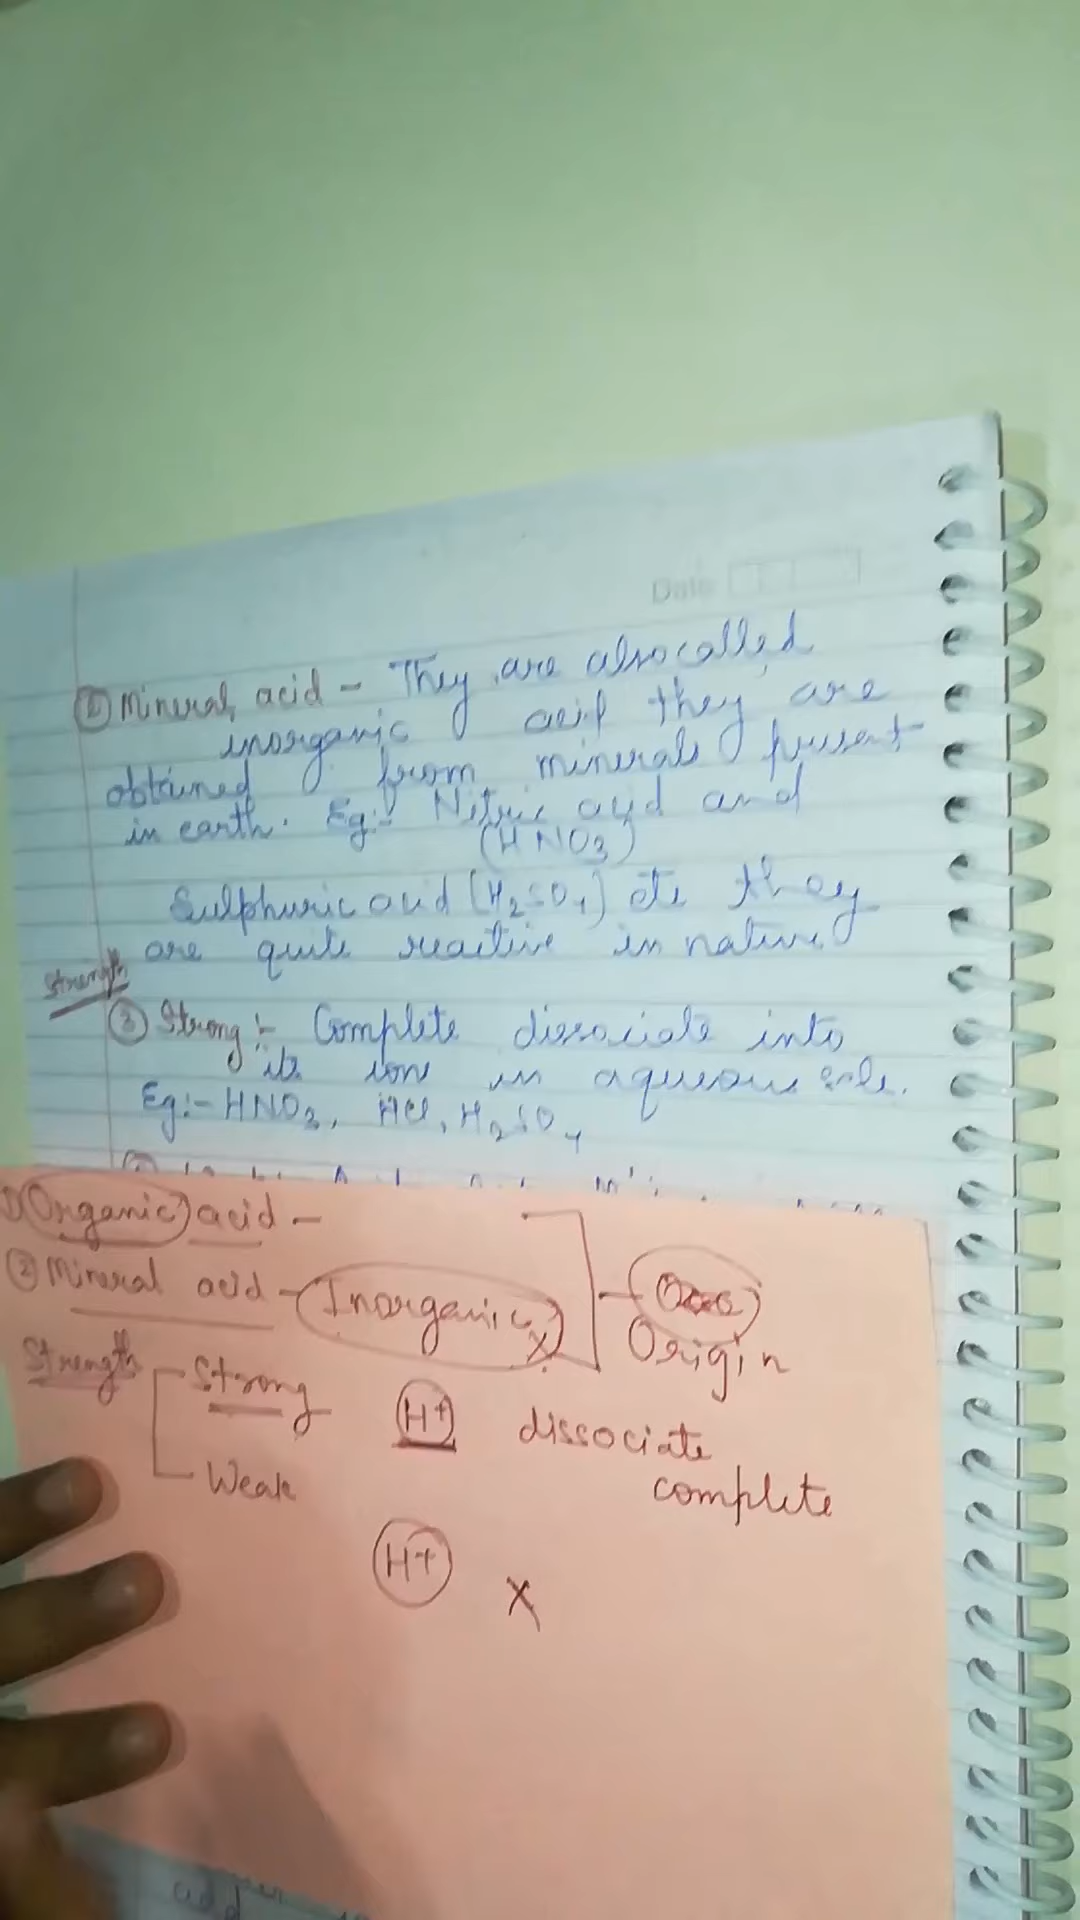 Date
② Mineral acid - They are also called
inorganic acid they are
obtained from minerals present
in earth. Eg:- Nitric acid and
(HNO3)
Sulphuric acid (H2SO4) etc they
are quite reactive in nature
Strength
③ Strong :- Complete dissociate into
its ions in aqueous soln.
Eg:- HNO3, HCl, H2SO4
1) Organic acid -
② Mineral acid - Inorganic x
Origin
Strength
Strong H+ dissociate
complete
Weak
H+ x
add